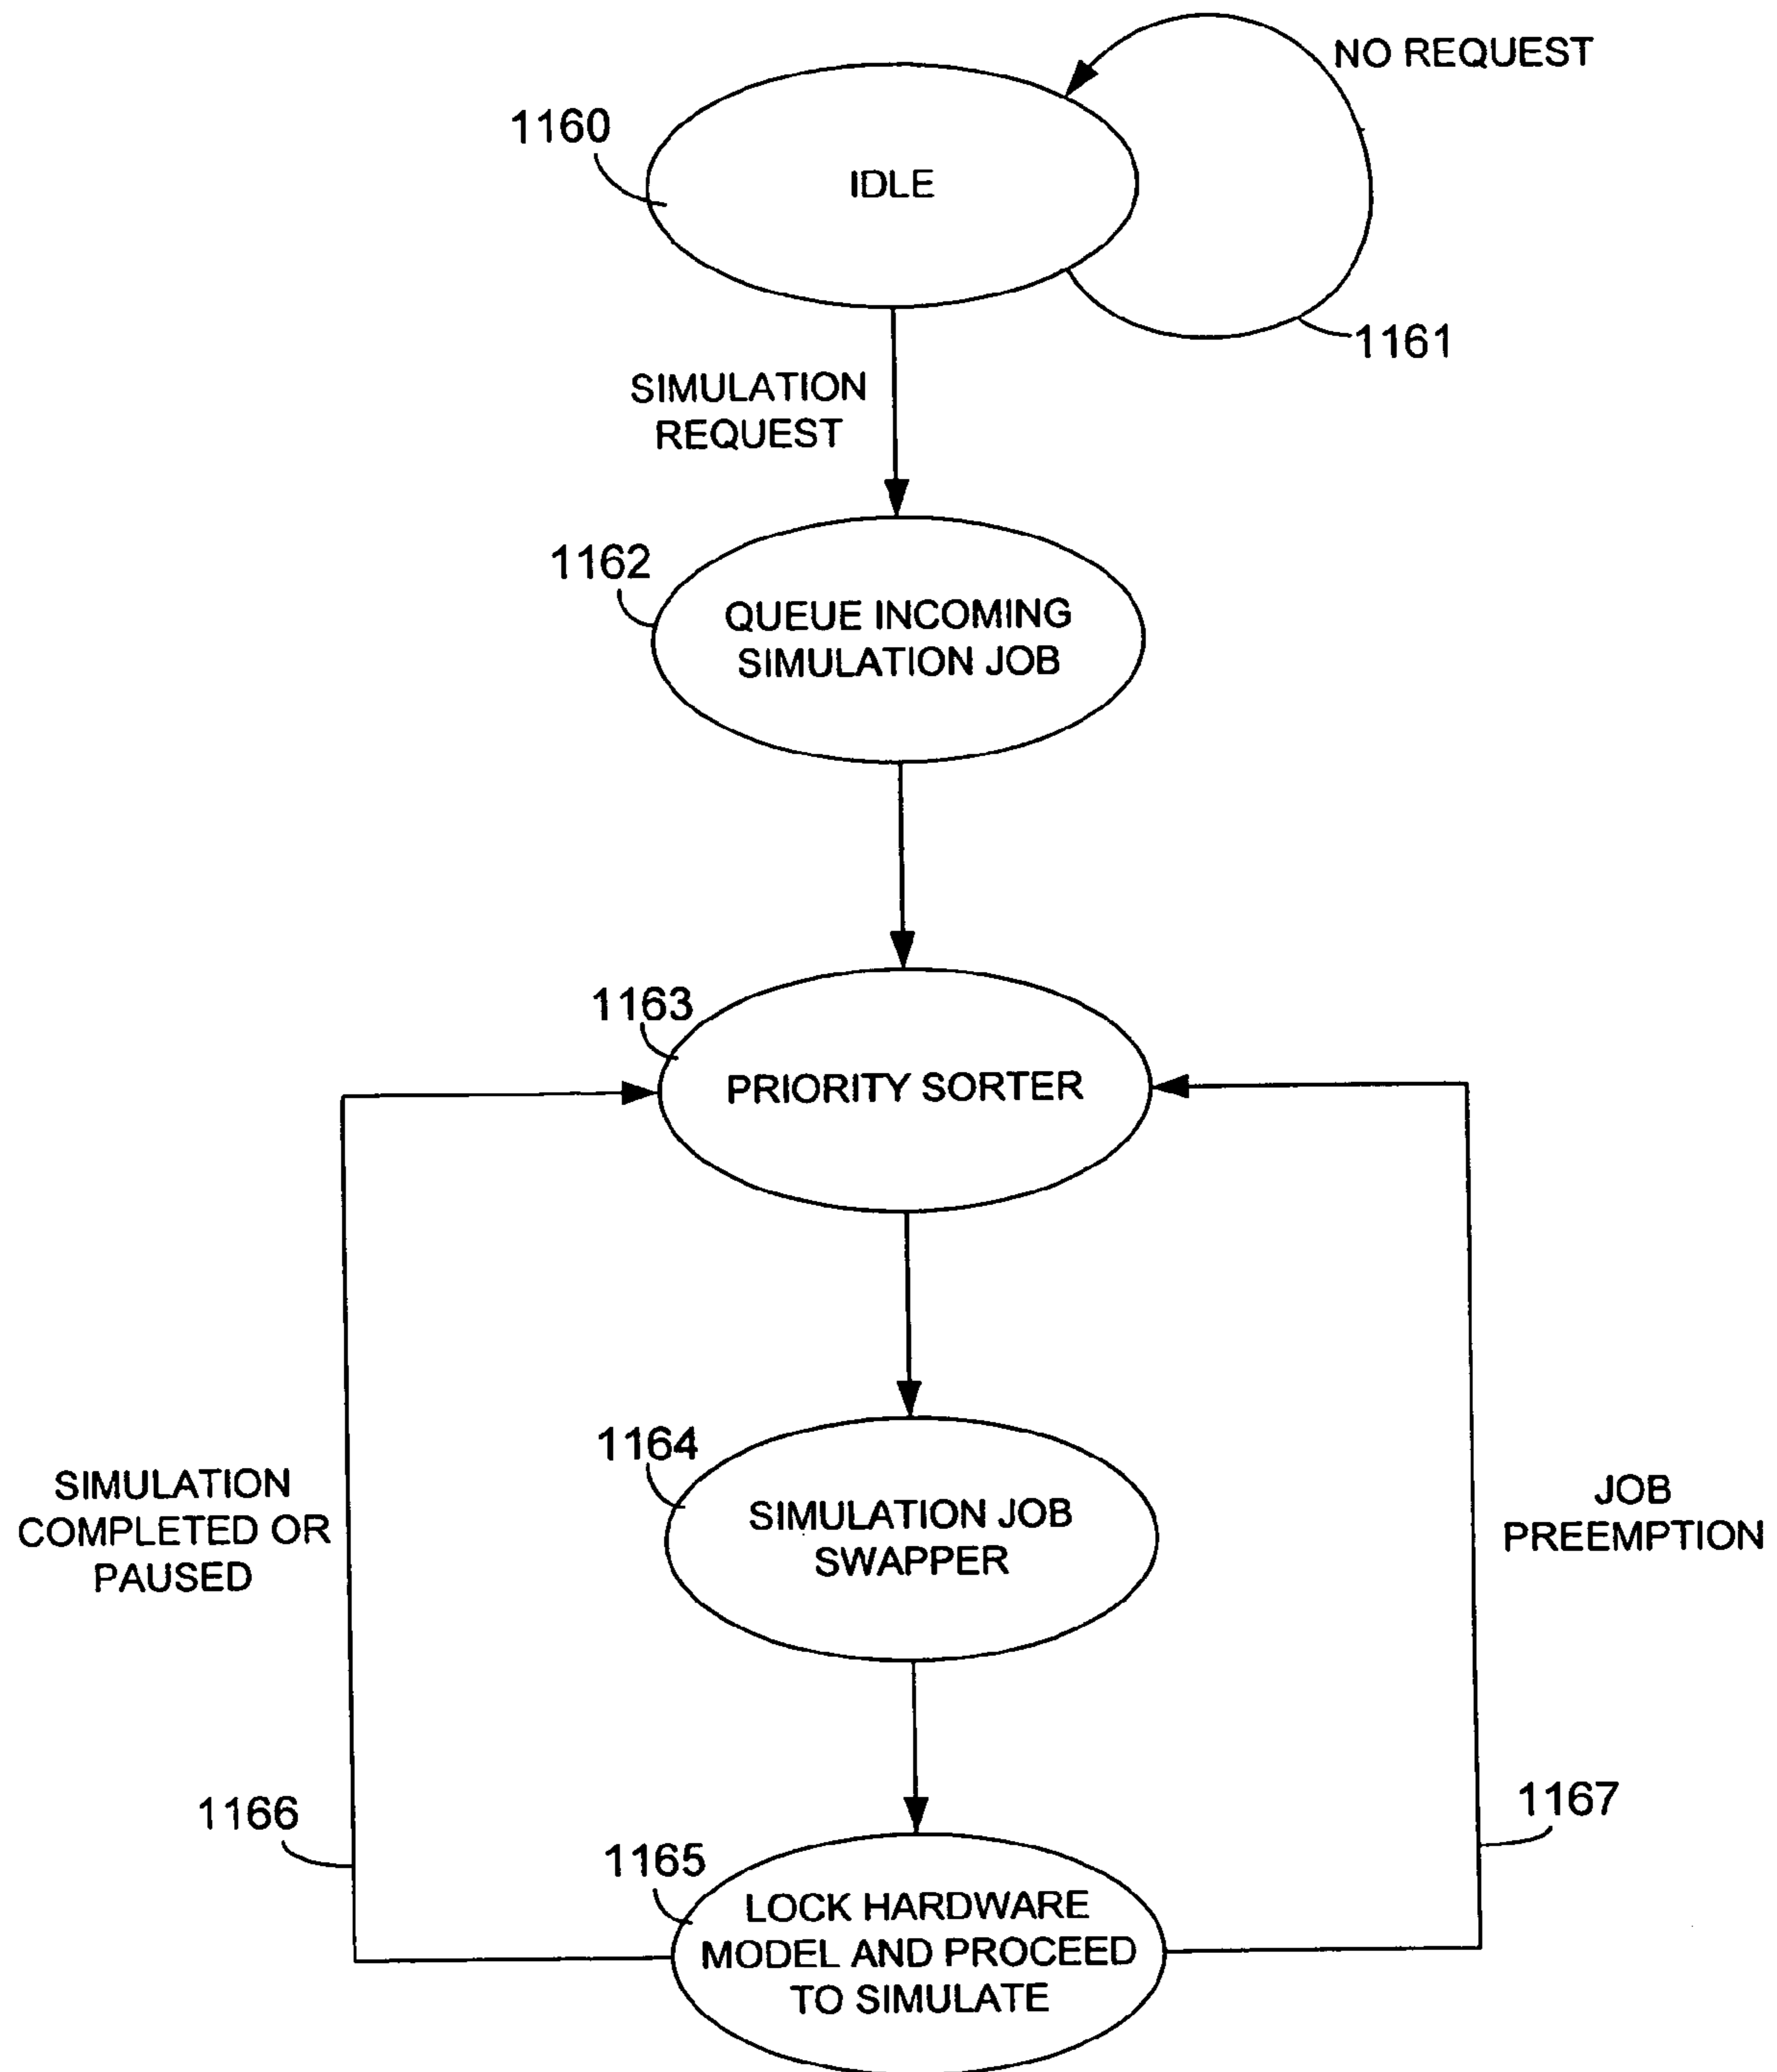 NO REQUEST
1160
IDLE
1161
SIMULATION
REQUEST
1162
QUEUE INCOMING
SIMULATION JOB
1163
PRIORITY SORTER
1164
SIMULATION JOB
SWAPPER
SIMULATION
COMPLETED OR
PAUSED
JOB
PREEMPTION
1166
1167
1165
LOCK HARDWARE
MODEL AND PROCEED
TO SIMULATE